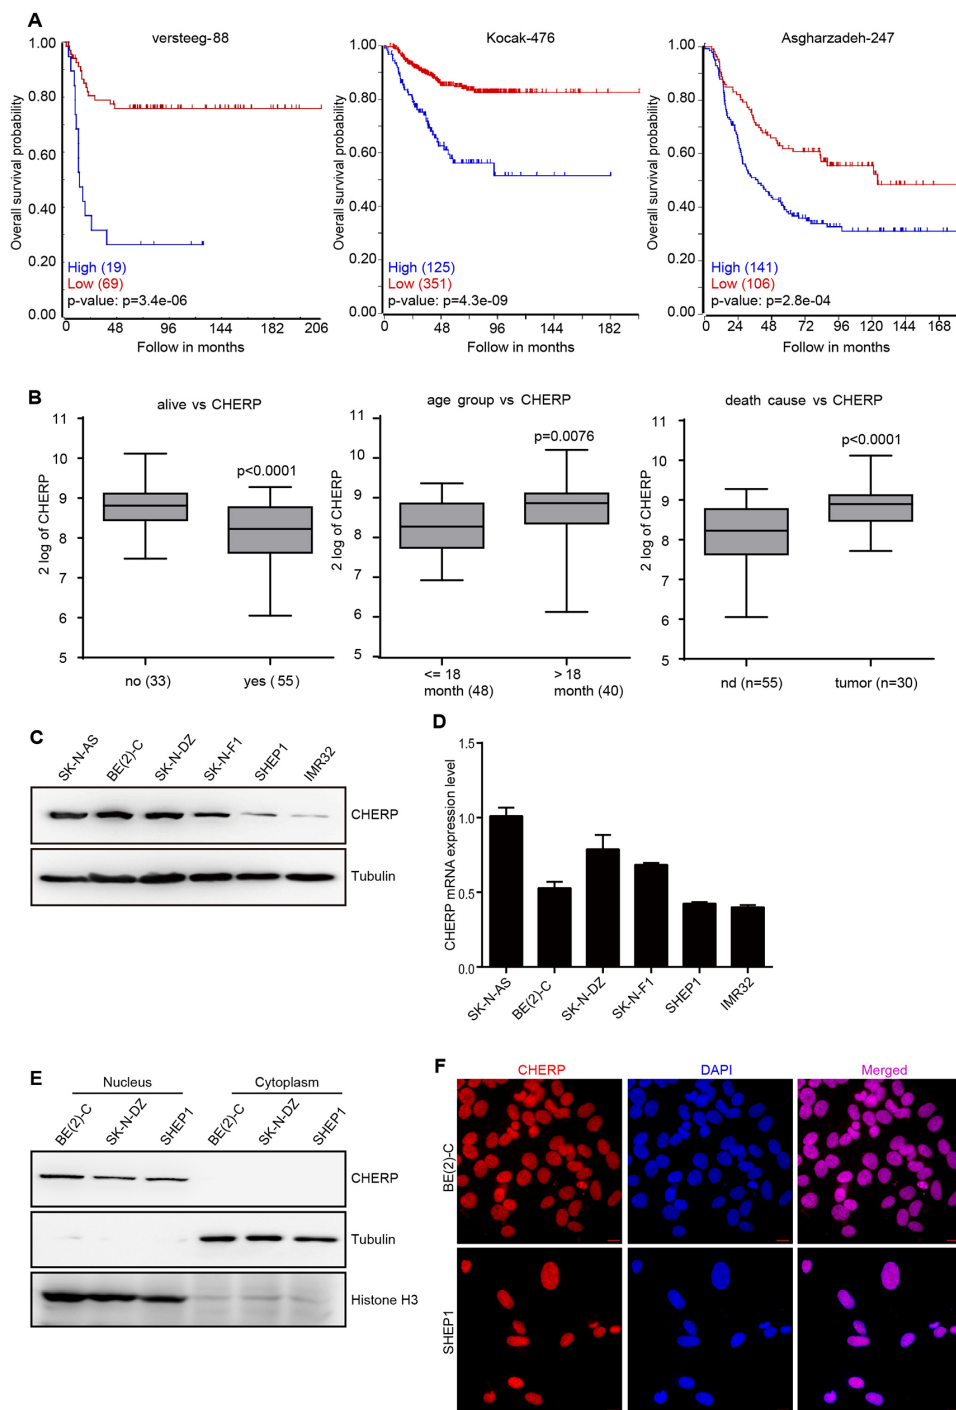 A
versteeg-88
Overall survival probability
1.00
0.80
0.60
0.40
0.20
0.00
High (19)
Low (69)
p-value: p=3.4e-06
0 48 96 144 182 206
Follow in months
Kocak-476
Overall survival probability
1.00
0.80
0.60
0.40
0.20
0.00
High (125)
Low (351)
p-value: p=4.3e-09
0 48 96 144 182
Follow in months
Asgharzadeh-247
Overall survival probability
1.00
0.80
0.60
0.40
0.20
0.00
High (141)
Low (106)
p-value: p=2.8e-04
0 24 48 72 96 120 144 168
Follow in months
B
alive vs CHERP
2 log of CHERP
11
10
9
8
7
6
5
p<0.0001
no (33) yes (55)
age group vs CHERP
2 log of CHERP
11
10
9
8
7
6
5
p=0.0076
<= 18 > 18
month (48) month (40)
death cause vs CHERP
2 log of CHERP
11
10
9
8
7
6
5
p<0.0001
nd (n=55) tumor (n=30)
C
SK-N-AS
BE(2)-C
SK-N-DZ
SK-N-F1
SHEP1
IMR32
CHERP
Tubulin
D
CHERP mRNA expression level
1.5
1.0
0.5
0.0
SK-N-AS
BE(2)-C
SK-N-DZ
SK-N-F1
SHEP1
IMR32
E
Nucleus Cytoplasm
BE(2)-C
SK-N-DZ
SHEP1
BE(2)-C
SK-N-DZ
SHEP1
CHERP
Tubulin
Histone H3
F
CHERP DAPI Merged
BE(2)-C
SHEP1